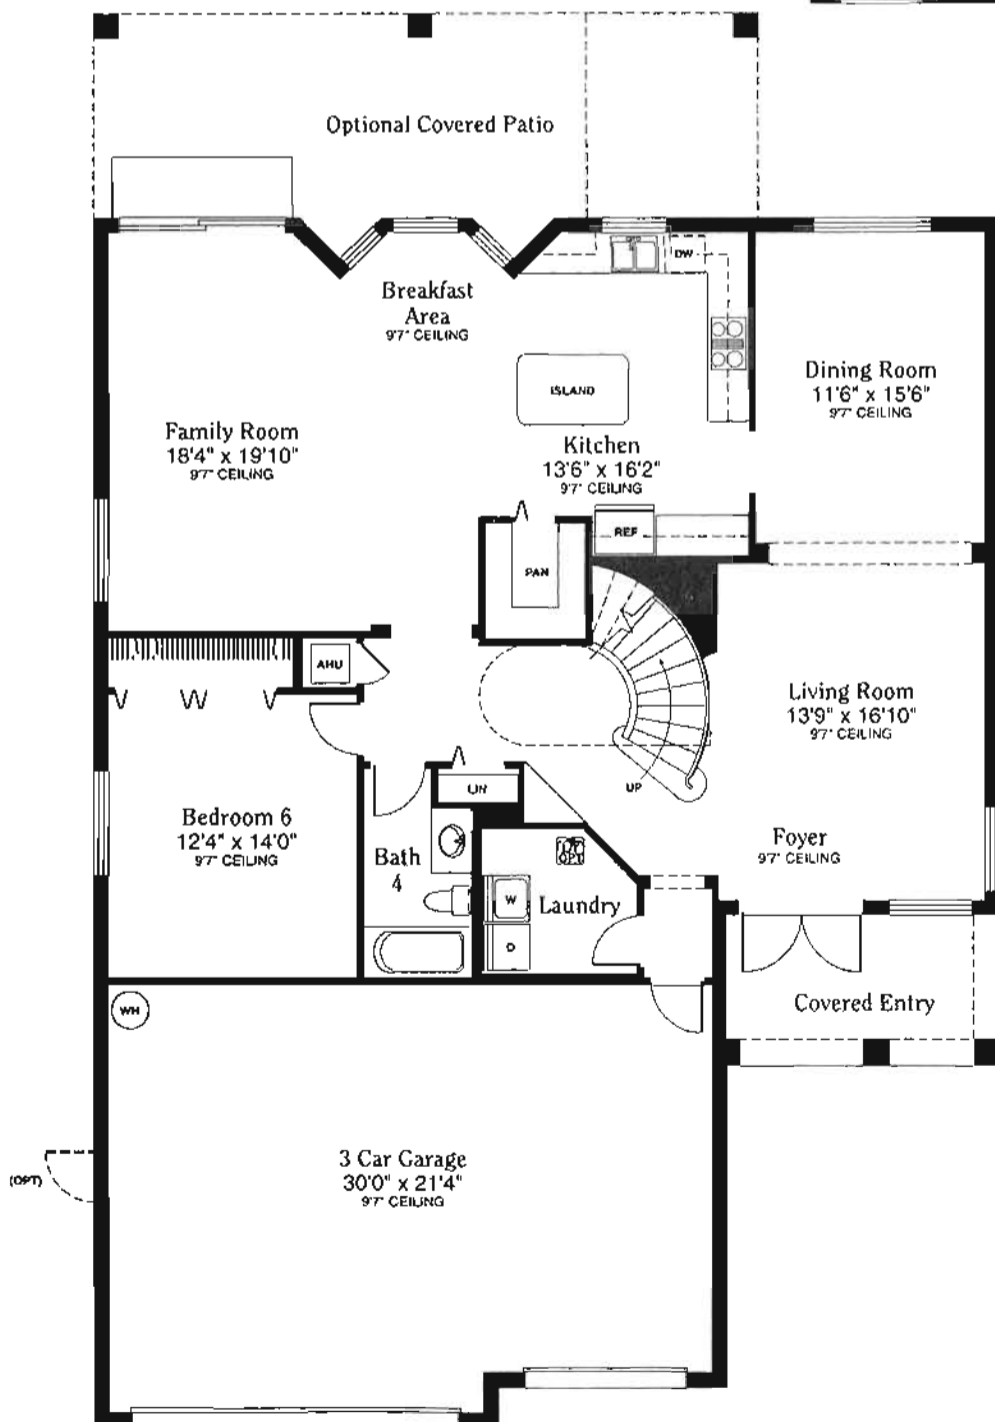 Optional Covered Patio
Breakfast
Area
9'7" CEILING
DW
ISLAND
Dining Room
11'6" x 15'6"
9'7" CEILING
Family Room
18'4" x 19'10"
9'7" CEILING
Kitchen
13'6" x 16'2"
9'7" CEILING
REF
PAN
AHU
Living Room
13'9" x 16'10"
9'7" CEILING
UP
LIN
Bedroom 6
12'4" x 14'0"
9'7" CEILING
Bath
4
Foyer
9'7" CEILING
LT
OPT
W
Laundry
D
WH
Covered Entry
3 Car Garage
30'0" x 21'4"
9'7" CEILING
(OPT)